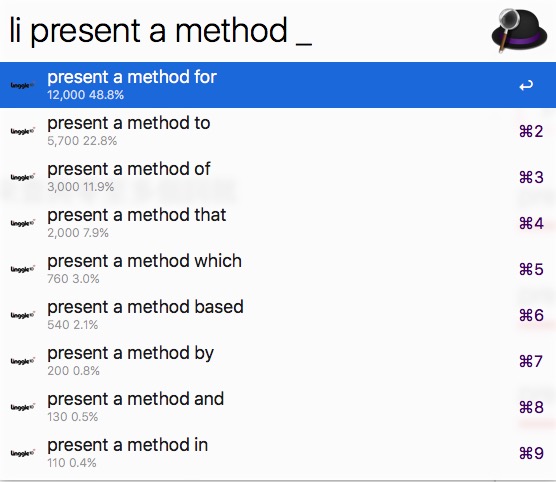 li present a method _
present a method for
12,000 48.8%
↩
Linggle
present a method to
5,700 22.8%
⌘2
Linggle
present a method of
3,000 11.9%
⌘3
Linggle
present a method that
2,000 7.9%
⌘4
Linggle
present a method which
760 3.0%
⌘5
Linggle
present a method based
540 2.1%
⌘6
Linggle
present a method by
200 0.8%
⌘7
Linggle
present a method and
130 0.5%
⌘8
Linggle
present a method in
110 0.4%
⌘9
Linggle